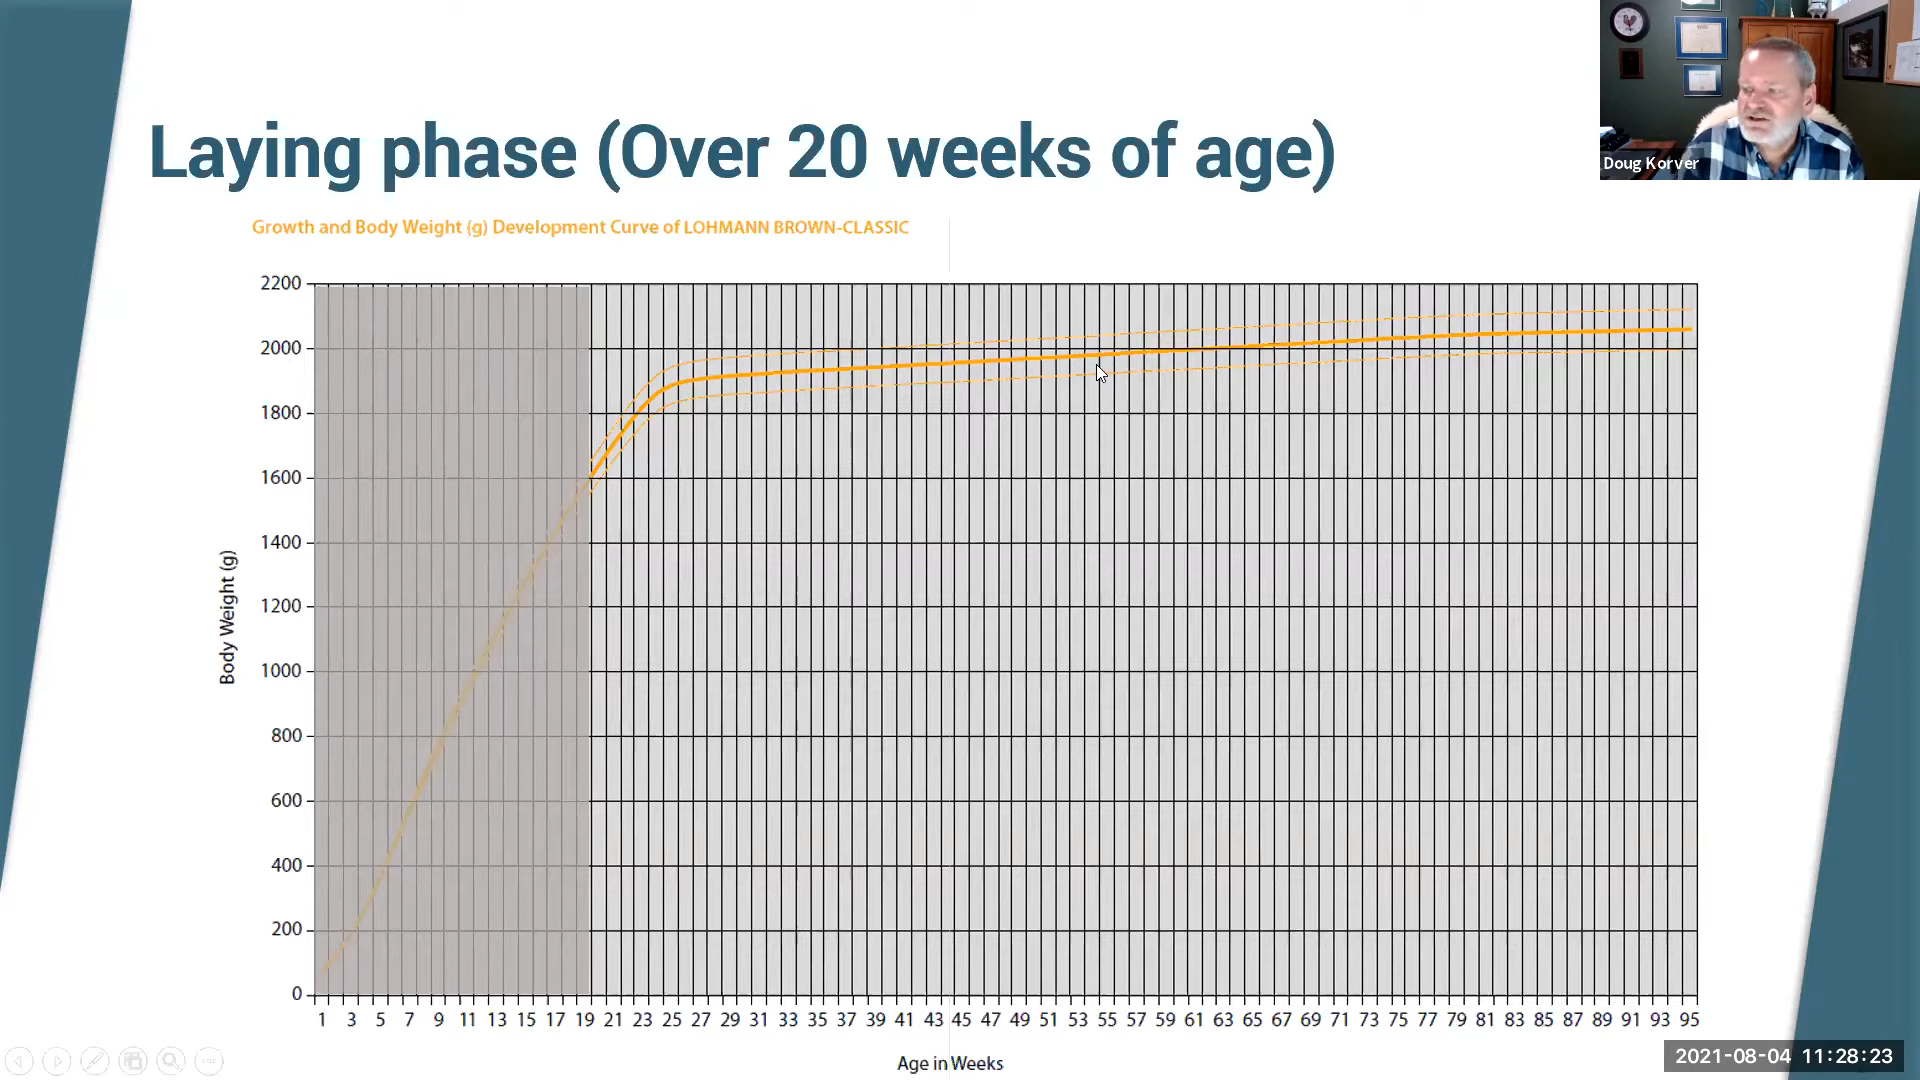 Laying phase (Over 20 weeks of age)
Doug Korver
Growth and Body Weight (g) Development Curve of LOHMANN BROWN-CLASSIC
2200
2000
1800
1600
1400
1200
1000
800
600
400
200
0
Body Weight (g)
1 3 5 7 9 11 13 15 17 19 21 23 25 27 29 31 33 35 37 39 41 43 45 47 49 51 53 55 57 59 61 63 65 67 69 71 73 75 77 79 81 83 85 87 89 91 93 95
Age in Weeks
2021-08-04 11:28:23